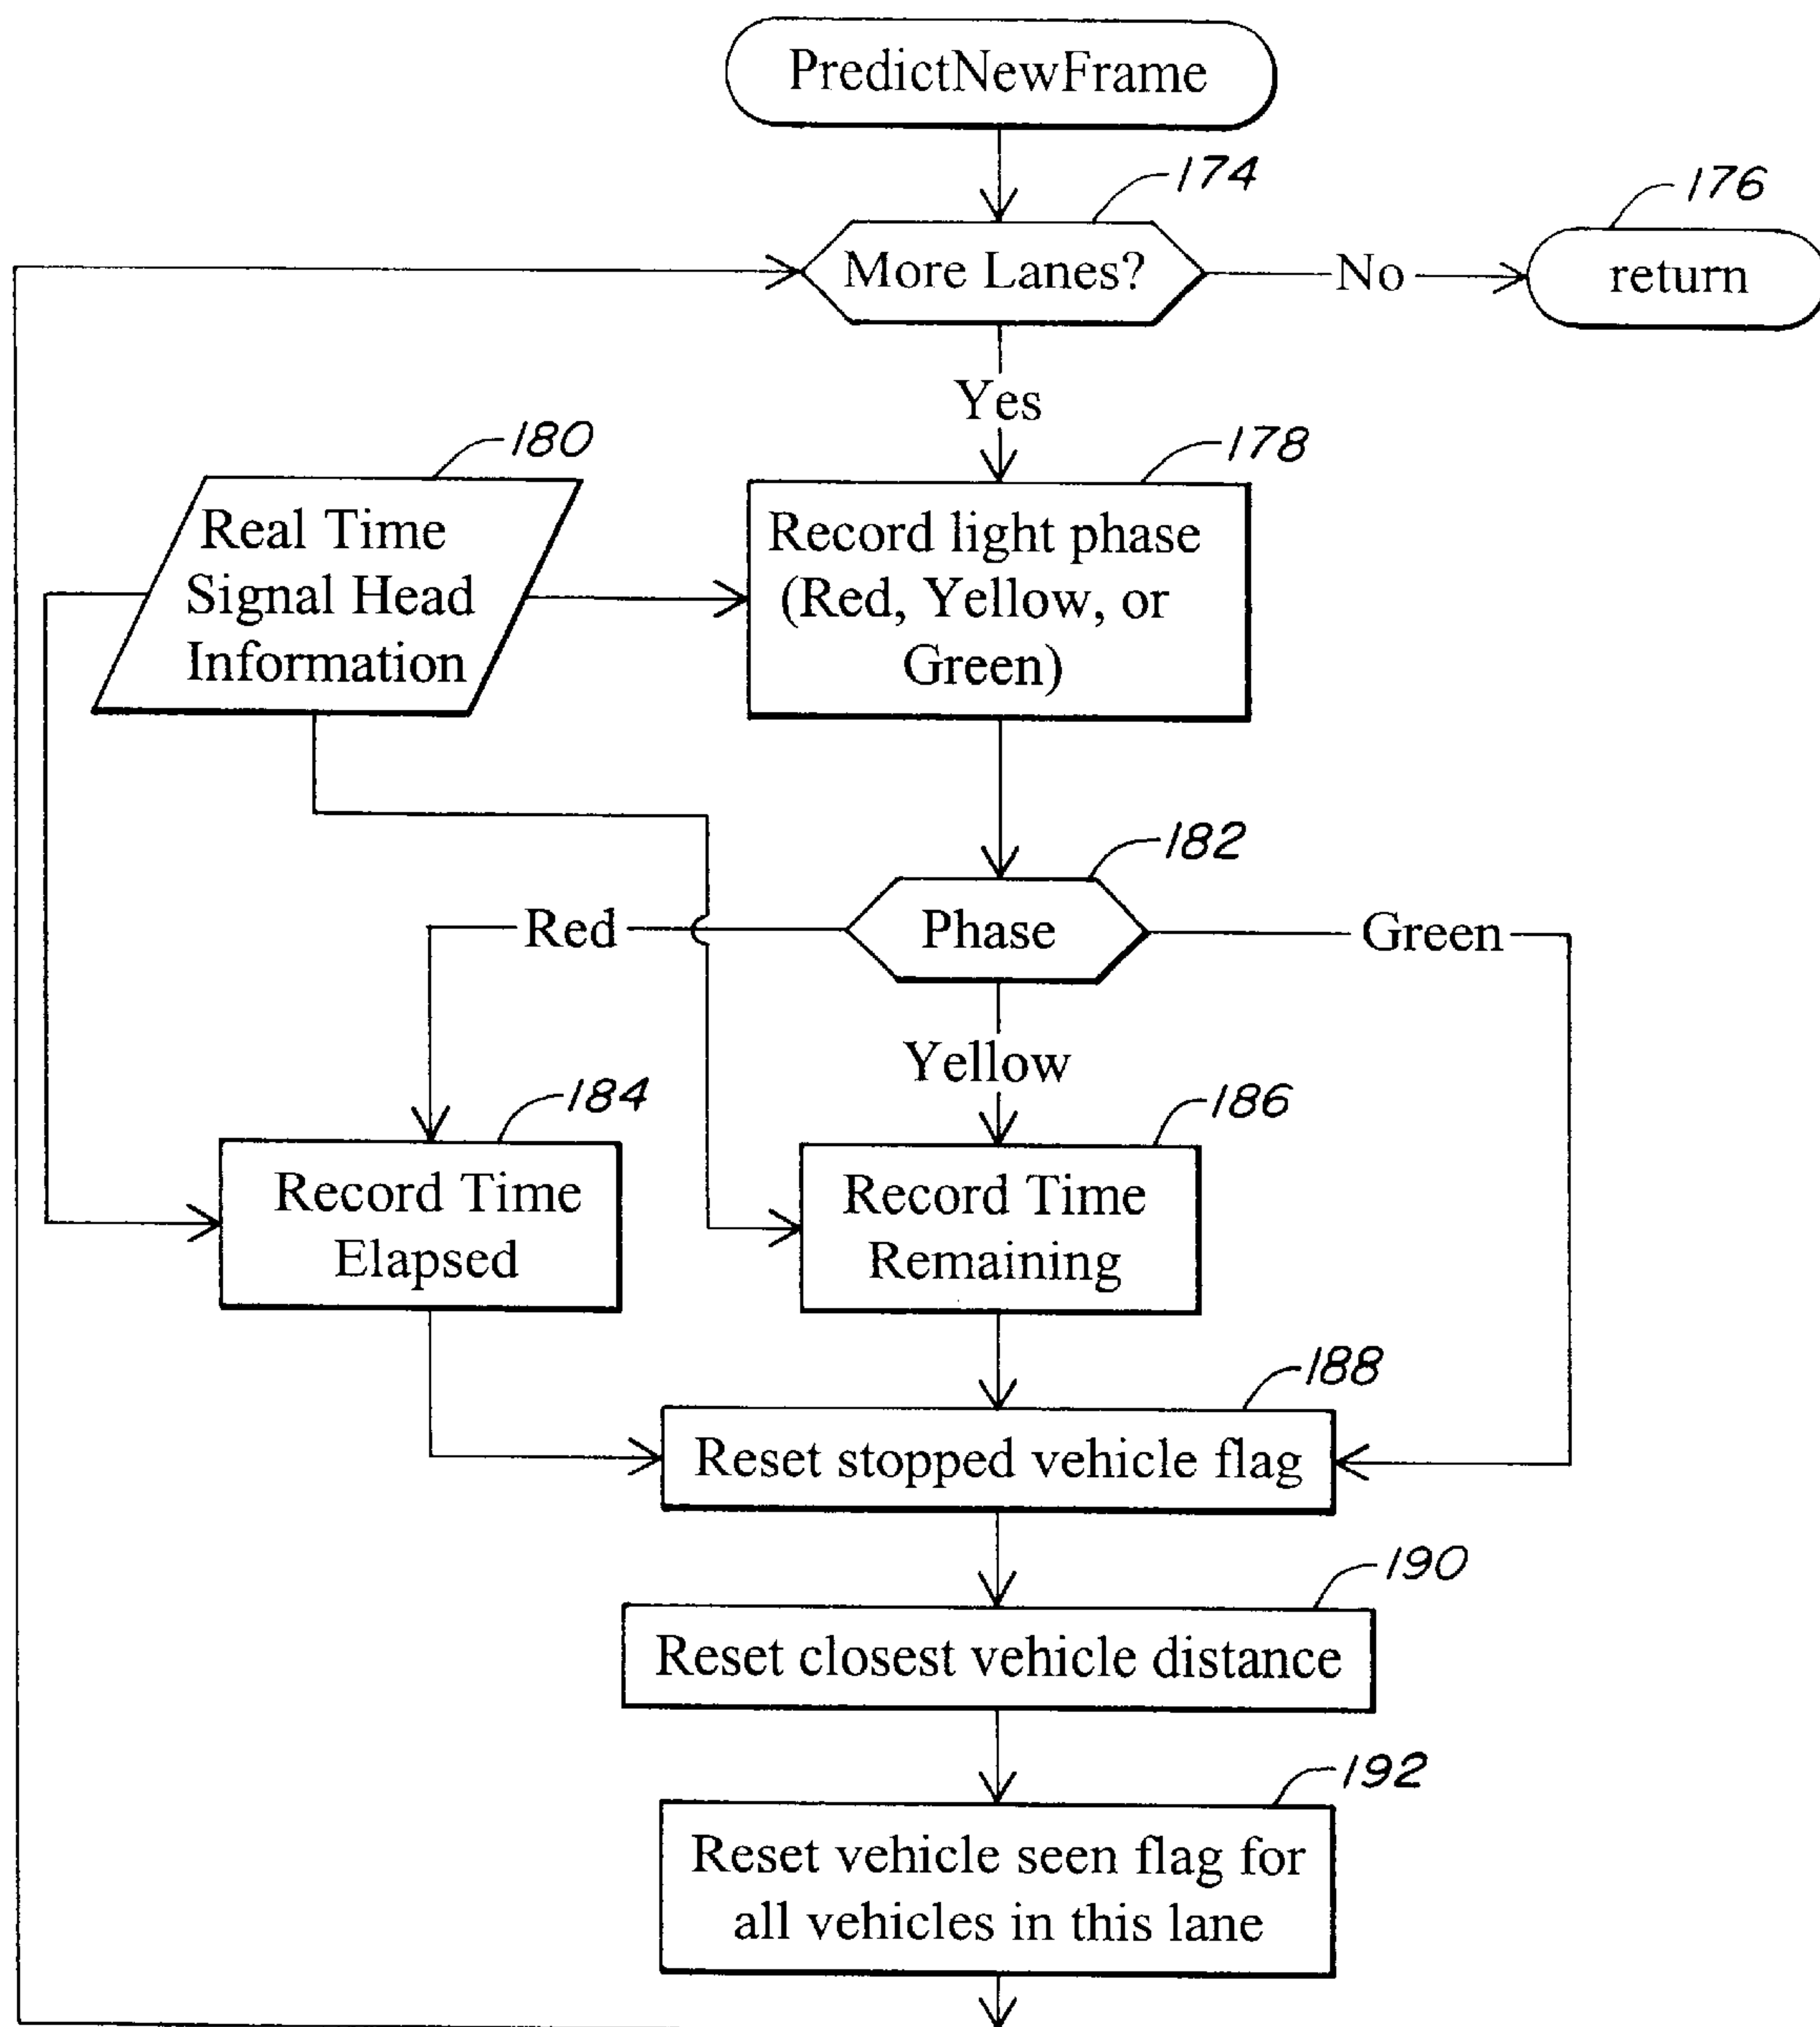 PredictNewFrame
174
176
More Lanes?
No
return
Yes
180
178
Real Time
Signal Head
Information
Record light phase
(Red, Yellow, or
Green)
182
Red
Phase
Green
Yellow
184
186
Record Time
Elapsed
Record Time
Remaining
188
Reset stopped vehicle flag
190
Reset closest vehicle distance
192
Reset vehicle seen flag for
all vehicles in this lane